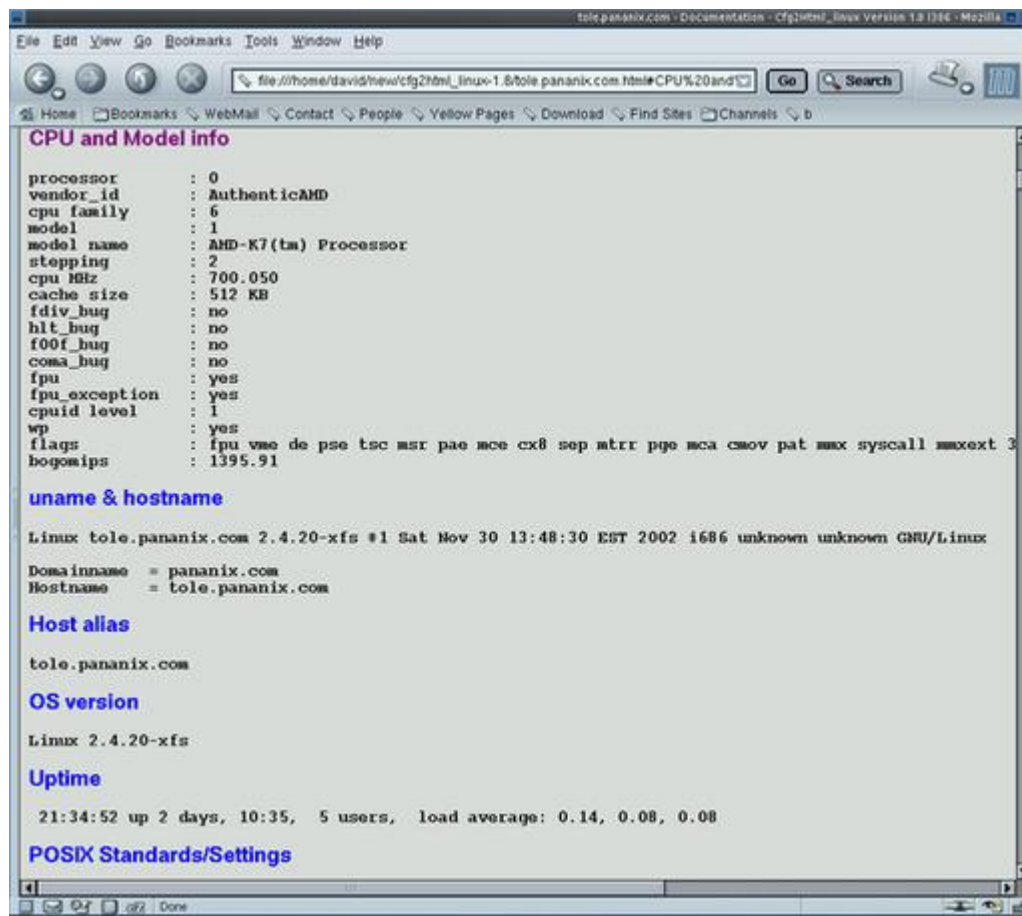 tole.pananix.com - Documentation - Cfg2Html_linux Version 1.8 i386 - Mozilla
File Edit View Go Bookmarks Tools Window Help
file:///home/david/new/cfg2html_linux-1.8/tole.pananix.com.html#CPU%20and Go Search
Home Bookmarks WebMail Contact People Yellow Pages Download Find Sites Channels b
CPU and Model info
processor : 0
vendor_id : AuthenticAMD
cpu family : 6
model : 1
model name : AMD-K7(tm) Processor
stepping : 2
cpu MHz : 700.050
cache size : 512 KB
fdiv_bug : no
hlt_bug : no
f00f_bug : no
coma_bug : no
fpu : yes
fpu_exception : yes
cpuid level : 1
wp : yes
flags : fpu vme de pse tsc msr pae mce cx8 sep mtrr pge mca cmov pat mmx syscall mmxext 3
bogomips : 1395.91
uname & hostname
Linux tole.pananix.com 2.4.20-xfs #1 Sat Nov 30 13:48:30 EST 2002 i686 unknown unknown GNU/Linux
Domainname = pananix.com
Hostname = tole.pananix.com
Host alias
tole.pananix.com
OS version
Linux 2.4.20-xfs
Uptime
21:34:52 up 2 days, 10:35, 5 users, load average: 0.14, 0.08, 0.08
POSIX Standards/Settings
Done